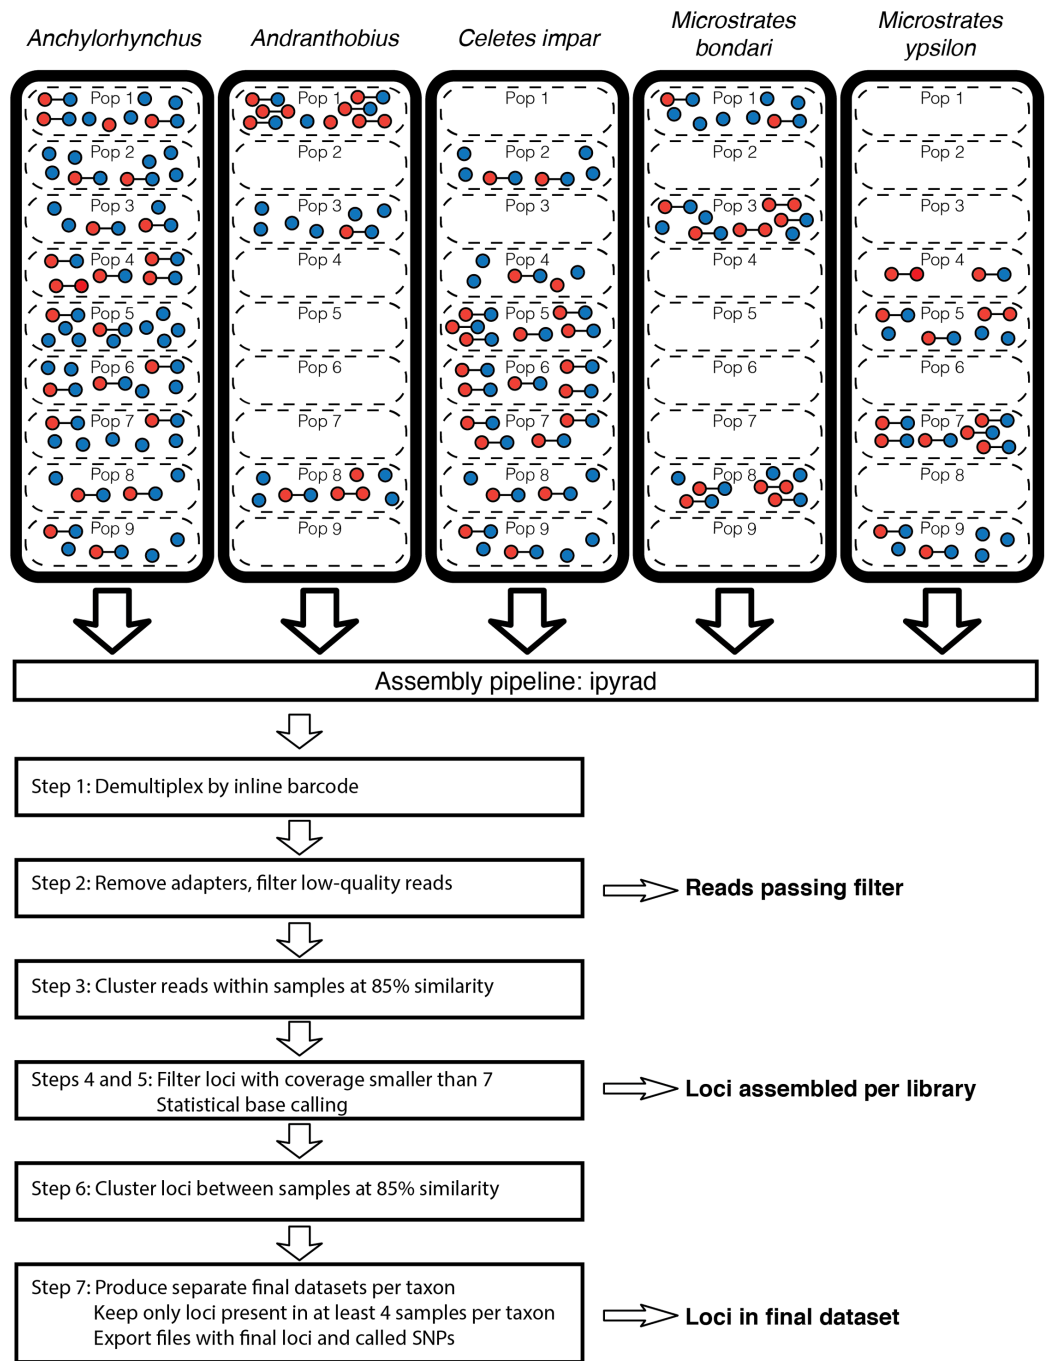 Anchylorhynchus
Andranthobius
Celetes impar
Microstrates
bondari
Microstrates
ypsilon
Pop 1
Pop 2
Pop 3
Pop 4
Pop 5
Pop 6
Pop 7
Pop 8
Pop 9
Pop 1
Pop 2
Pop 3
Pop 4
Pop 5
Pop 6
Pop 7
Pop 8
Pop 9
Pop 1
Pop 2
Pop 3
Pop 4
Pop 5
Pop 6
Pop 7
Pop 8
Pop 9
Pop 1
Pop 2
Pop 3
Pop 4
Pop 5
Pop 6
Pop 7
Pop 8
Pop 9
Pop 1
Pop 2
Pop 3
Pop 4
Pop 5
Pop 6
Pop 7
Pop 8
Pop 9
Assembly pipeline: ipyrad
Step 1: Demultiplex by inline barcode
Step 2: Remove adapters, filter low-quality reads
Reads passing filter
Step 3: Cluster reads within samples at 85% similarity
Steps 4 and 5: Filter loci with coverage smaller than 7
Statistical base calling
Loci assembled per library
Step 6: Cluster loci between samples at 85% similarity
Step 7: Produce separate final datasets per taxon
Keep only loci present in at least 4 samples per taxon
Export files with final loci and called SNPs
Loci in final dataset